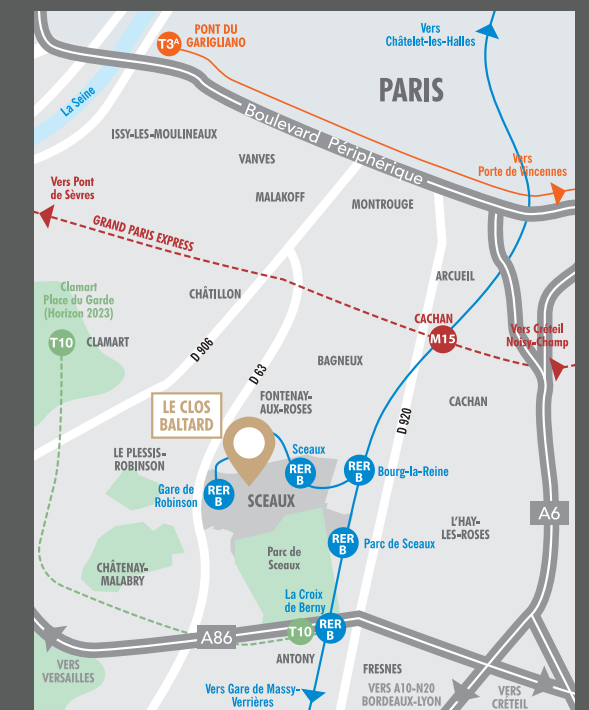 PONT DU
GARIGLIANO
T3A
Vers
Châtelet-les-Halles
La Seine
PARIS
Boulevard Périphérique
ISSY-LES-MOULINEAUX
VANVES
Vers
Porte de Vincennes
MALAKOFF
MONTROUGE
Vers Pont
de Sèvres
GRAND PARIS EXPRESS
ARCUEIL
Clamart
Place du Garde
(Horizon 2023)
CHÂTILLON
CACHAN
M15
Vers Créteil
Noisy-Champ
T10
CLAMART
D 906
D 63
BAGNEUX
D 920
CACHAN
FONTENAY-
AUX-ROSES
LE CLOS
BALTARD
LE PLESSIS-
ROBINSON
Sceaux
RER
B
RER
B
Bourg-la-Reine
Gare de
Robinson
RER
B
SCEAUX
A6
L'HAY-
LES-ROSES
RER
B
Parc de Sceaux
Parc de
Sceaux
CHÂTENAY-
MALABRY
La Croix
de Berny
A86
T10
RER
B
ANTONY
VERS
VERSAILLES
FRESNES
Vers Gare de Massy-
Verrières
VERS A10-N20
BORDEAUX-LYON
VERS
CRÉTEIL